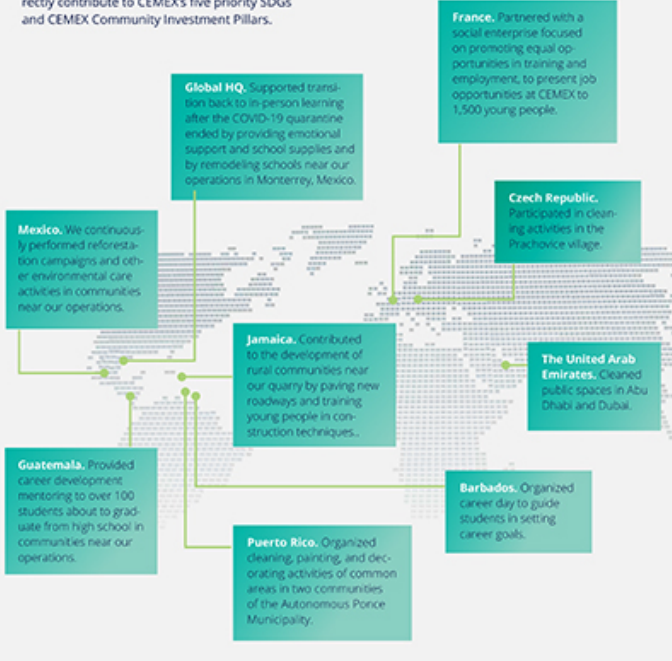 rectly contribute to CEMEX's five priority SDGs
and CEMEX Community Investment Pillars.
France. Partnered with a
social enterprise focused
on promoting equal op-
portunities in training and
employment, to present job
opportunities at CEMEX to
1,500 young people.
Global HQ. Supported transi-
tion back to in-person learning
after the COVID-19 quarantine
ended by providing emotional
support and school supplies and
by remodeling schools near our
operations in Monterrey, Mexico.
Czech Republic.
Participated in clean-
ing activities in the
Prachovice village.
Mexico. We continuous-
ly performed reforesta-
tion campaigns and oth-
er environmental care
activities in communities
near our operations.
Jamaica. Contributed
to the development of
rural communities near
our quarry by paving new
roadways and training
young people in con-
struction techniques..
The United Arab
Emirates. Cleaned
public spaces in Abu
Dhabi and Dubai.
Guatemala. Provided
career development
mentoring to over 100
students about to grad-
uate from high school in
communities near our
operations.
Barbados. Organized
career day to guide
students in setting
career goals.
Puerto Rico. Organized
cleaning, painting, and dec-
orating activities of common
areas in two communities
of the Autonomous Ponce
Municipality.